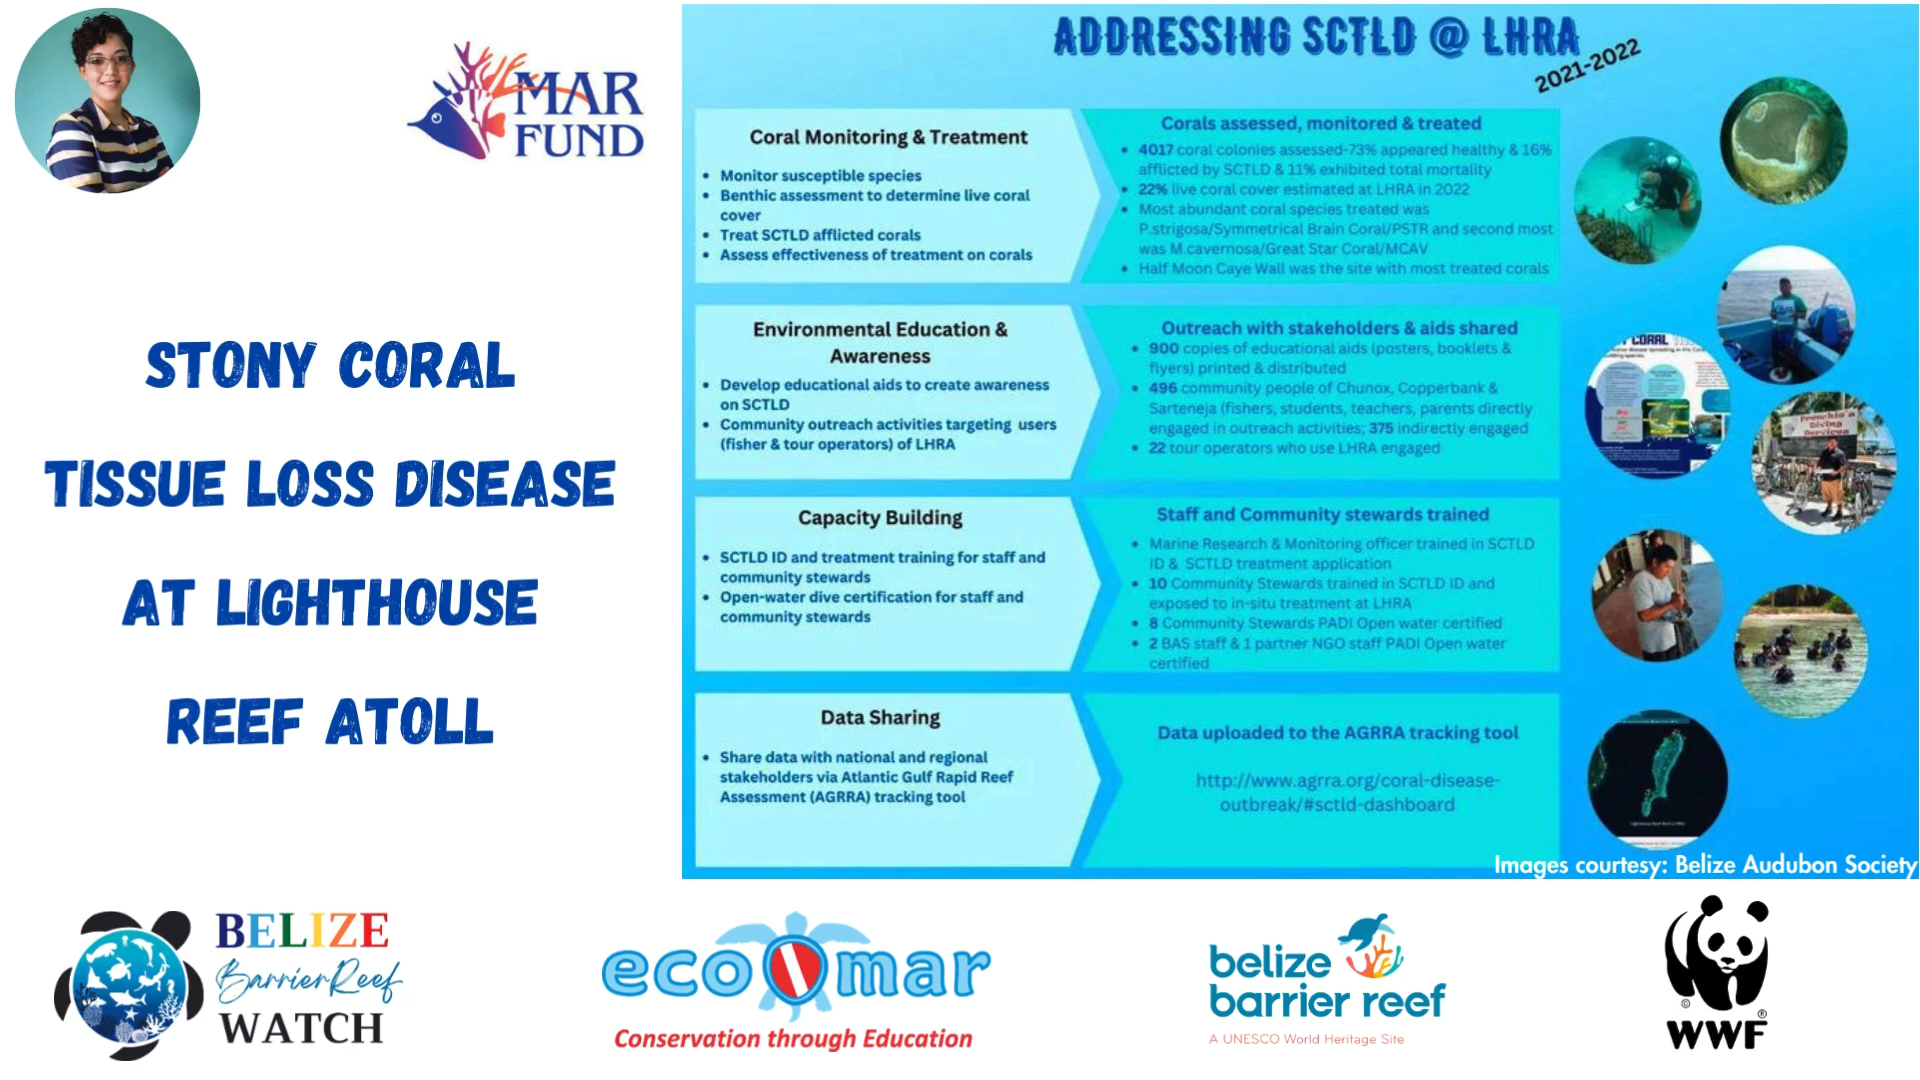 MAR
FUND
STONY CORAL
TISSUE LOSS DISEASE
AT LIGHTHOUSE
REEF ATOLL
ADDRESSING SCTLD @ LHRA
2021-2022
Coral Monitoring & Treatment
• Monitor susceptible species
• Benthic assessment to determine live coral
cover
• Treat SCTLD afflicted corals
• Assess effectiveness of treatment on corals
Corals assessed, monitored & treated
• 4017 coral colonies assessed-73% appeared healthy & 16%
afflicted by SCTLD & 11% exhibited total mortality
• 22% live coral cover estimated at LHRA in 2022
• Most abundant coral species treated was
P.strigosa/Symmetrical Brain Coral/PSTR and second most
was M.cavernosa/Great Star Coral/MCAV
• Half Moon Caye Wall was the site with most treated corals
Environmental Education &
Awareness
• Develop educational aids to create awareness
on SCTLD
• Community outreach activities targeting users
(fisher & tour operators) of LHRA
Outreach with stakeholders & aids shared
• 900 copies of educational aids (posters, booklets &
flyers) printed & distributed
• 496 community people of Chunox, Copperbank &
Sarteneja (fishers, students, teachers, parents directly
engaged in outreach activities; 375 indirectly engaged
• 22 tour operators who use LHRA engaged
Capacity Building
• SCTLD ID and treatment training for staff and
community stewards
• Open-water dive certification for staff and
community stewards
Staff and Community stewards trained
• Marine Research & Monitoring officer trained in SCTLD
ID & SCTLD treatment application
• 10 Community Stewards trained in SCTLD ID and
exposed to in-situ treatment at LHRA
• 8 Community Stewards PADI Open water certified
• 2 BAS staff & 1 partner NGO staff PADI Open water
certified
Data Sharing
• Share data with national and regional
stakeholders via Atlantic Gulf Rapid Reef
Assessment (AGRRA) tracking tool
Data uploaded to the AGRRA tracking tool
http://www.agrra.org/coral-disease-
outbreak/#sctld-dashboard
CORAL
Diving
Services
Images courtesy: Belize Audubon Society
BELIZE
Barrier Reef
WATCH
eco mar
Conservation through Education
belize
barrier reef
A UNESCO World Heritage Site
©
®
WWF